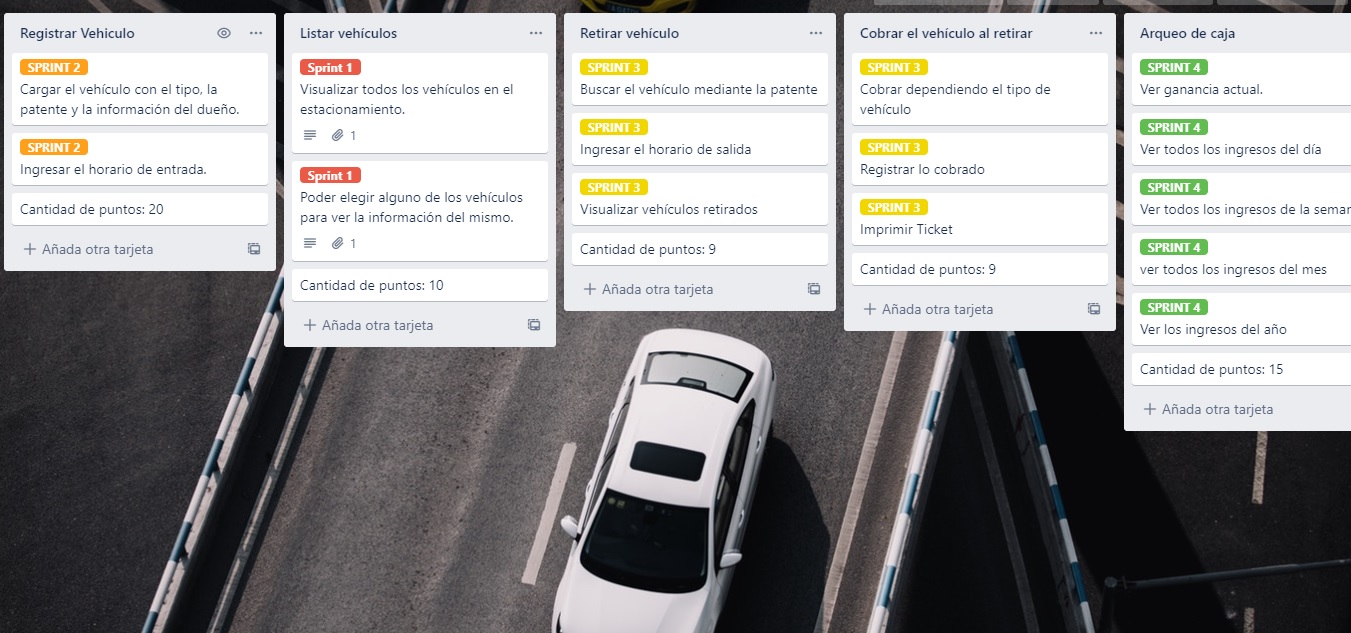 Registrar Vehiculo
SPRINT 2
Cargar el vehículo con el tipo, la
patente y la información del dueño.
SPRINT 2
Ingresar el horario de entrada.
Cantidad de puntos: 20
Añada otra tarjeta
Listar vehículos
Sprint 1
Visualizar todos los vehículos en el
estacionamiento.
1
Sprint 1
Poder elegir alguno de los vehículos
para ver la información del mismo.
1
Cantidad de puntos: 10
Añada otra tarjeta
Retirar vehículo
SPRINT 3
Buscar el vehículo mediante la patente
SPRINT 3
Ingresar el horario de salida
SPRINT 3
Visualizar vehículos retirados
Cantidad de puntos: 9
Añada otra tarjeta
Cobrar el vehículo al retirar
SPRINT 3
Cobrar dependiendo el tipo de
vehículo
SPRINT 3
Registrar lo cobrado
SPRINT 3
Imprimir Ticket
Cantidad de puntos: 9
Añada otra tarjeta
Arqueo de caja
SPRINT 4
Ver ganancia actual.
SPRINT 4
Ver todos los ingresos del día
SPRINT 4
Ver todos los ingresos de la
SPRINT 4
ver todos los ingresos del mes
SPRINT 4
Ver los ingresos del año
Cantidad de puntos: 15
Añada otra tarjeta